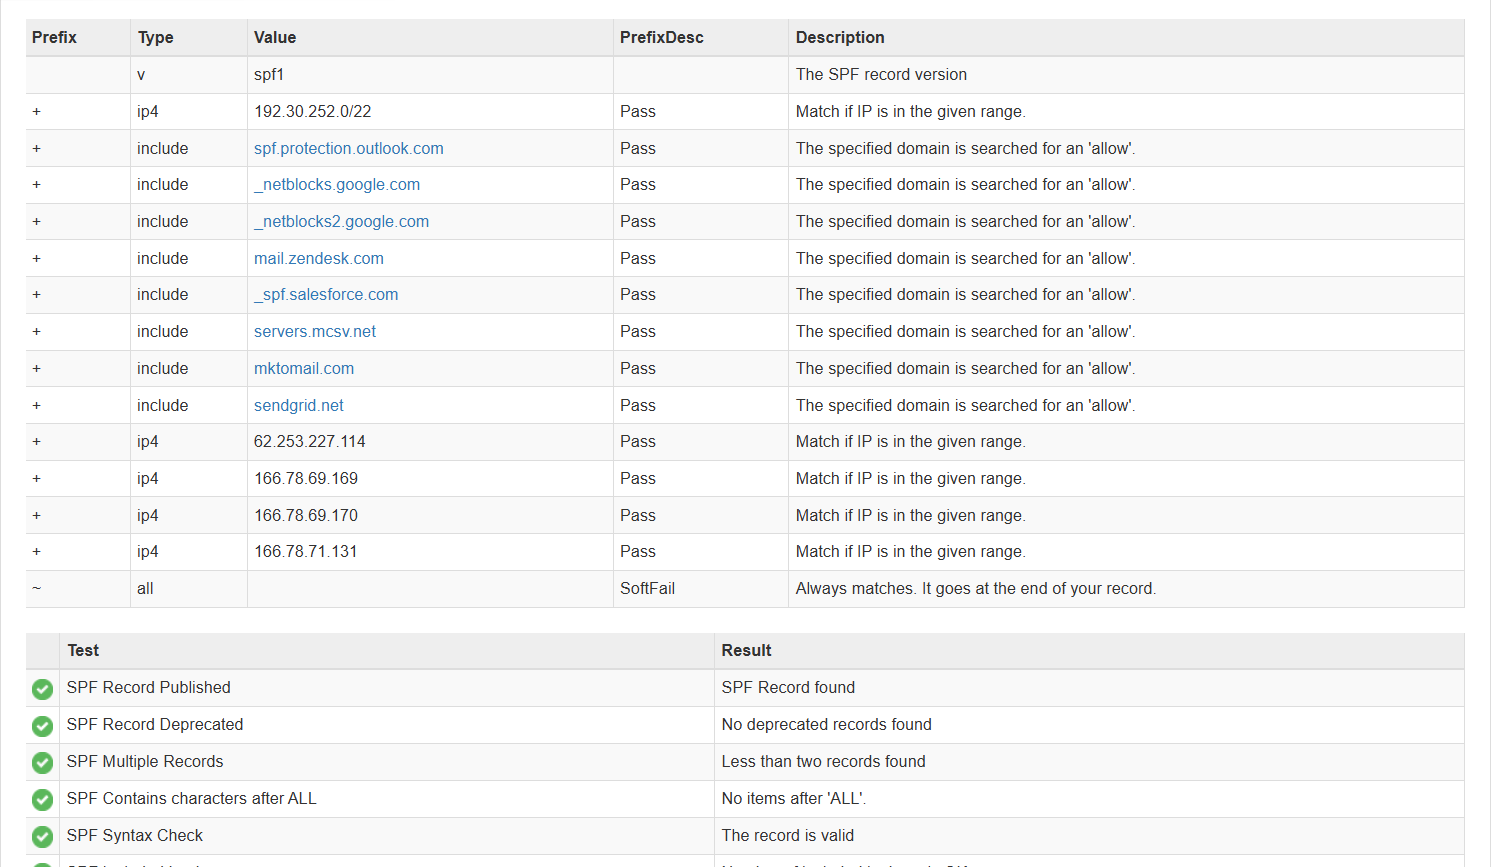 Prefix Type Value PrefixDesc Description
v spf1 The SPF record version
+ ip4 192.30.252.0/22 Pass Match if IP is in the given range.
+ include spf.protection.outlook.com Pass The specified domain is searched for an 'allow'.
+ include _netblocks.google.com Pass The specified domain is searched for an 'allow'.
+ include _netblocks2.google.com Pass The specified domain is searched for an 'allow'.
+ include mail.zendesk.com Pass The specified domain is searched for an 'allow'.
+ include _spf.salesforce.com Pass The specified domain is searched for an 'allow'.
+ include servers.mcsv.net Pass The specified domain is searched for an 'allow'.
+ include mktomail.com Pass The specified domain is searched for an 'allow'.
+ include sendgrid.net Pass The specified domain is searched for an 'allow'.
+ ip4 62.253.227.114 Pass Match if IP is in the given range.
+ ip4 166.78.69.169 Pass Match if IP is in the given range.
+ ip4 166.78.69.170 Pass Match if IP is in the given range.
+ ip4 166.78.71.131 Pass Match if IP is in the given range.
~ all SoftFail Always matches. It goes at the end of your record.
Test Result
SPF Record Published SPF Record found
SPF Record Deprecated No deprecated records found
SPF Multiple Records Less than two records found
SPF Contains characters after ALL No items after 'ALL'.
SPF Syntax Check The record is valid